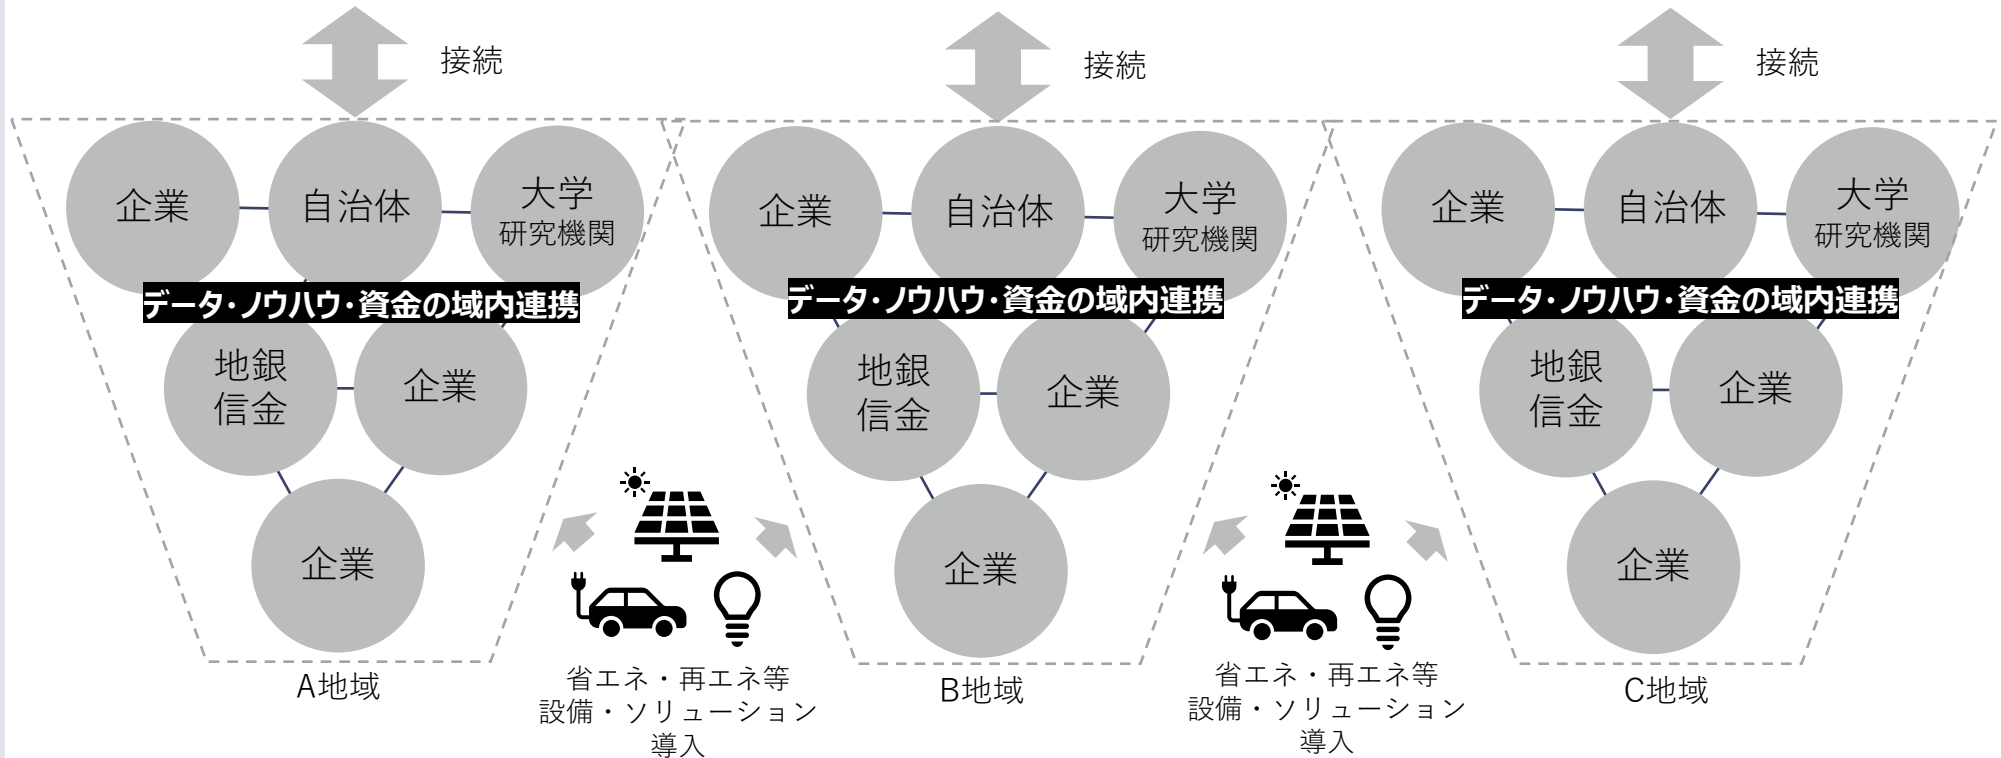 接続
接続
接続
企業
自治体
大学
研究機関
データ・ノウハウ・資金の域内連携
地銀
信金
企業
企業
A地域
企業
自治体
大学
研究機関
データ・ノウハウ・資金の域内連携
地銀
信金
企業
企業
B地域
企業
自治体
大学
研究機関
データ・ノウハウ・資金の域内連携
地銀
信金
企業
企業
C地域
省エネ・再エネ等
設備・ソリューション
導入
省エネ・再エネ等
設備・ソリューション
導入